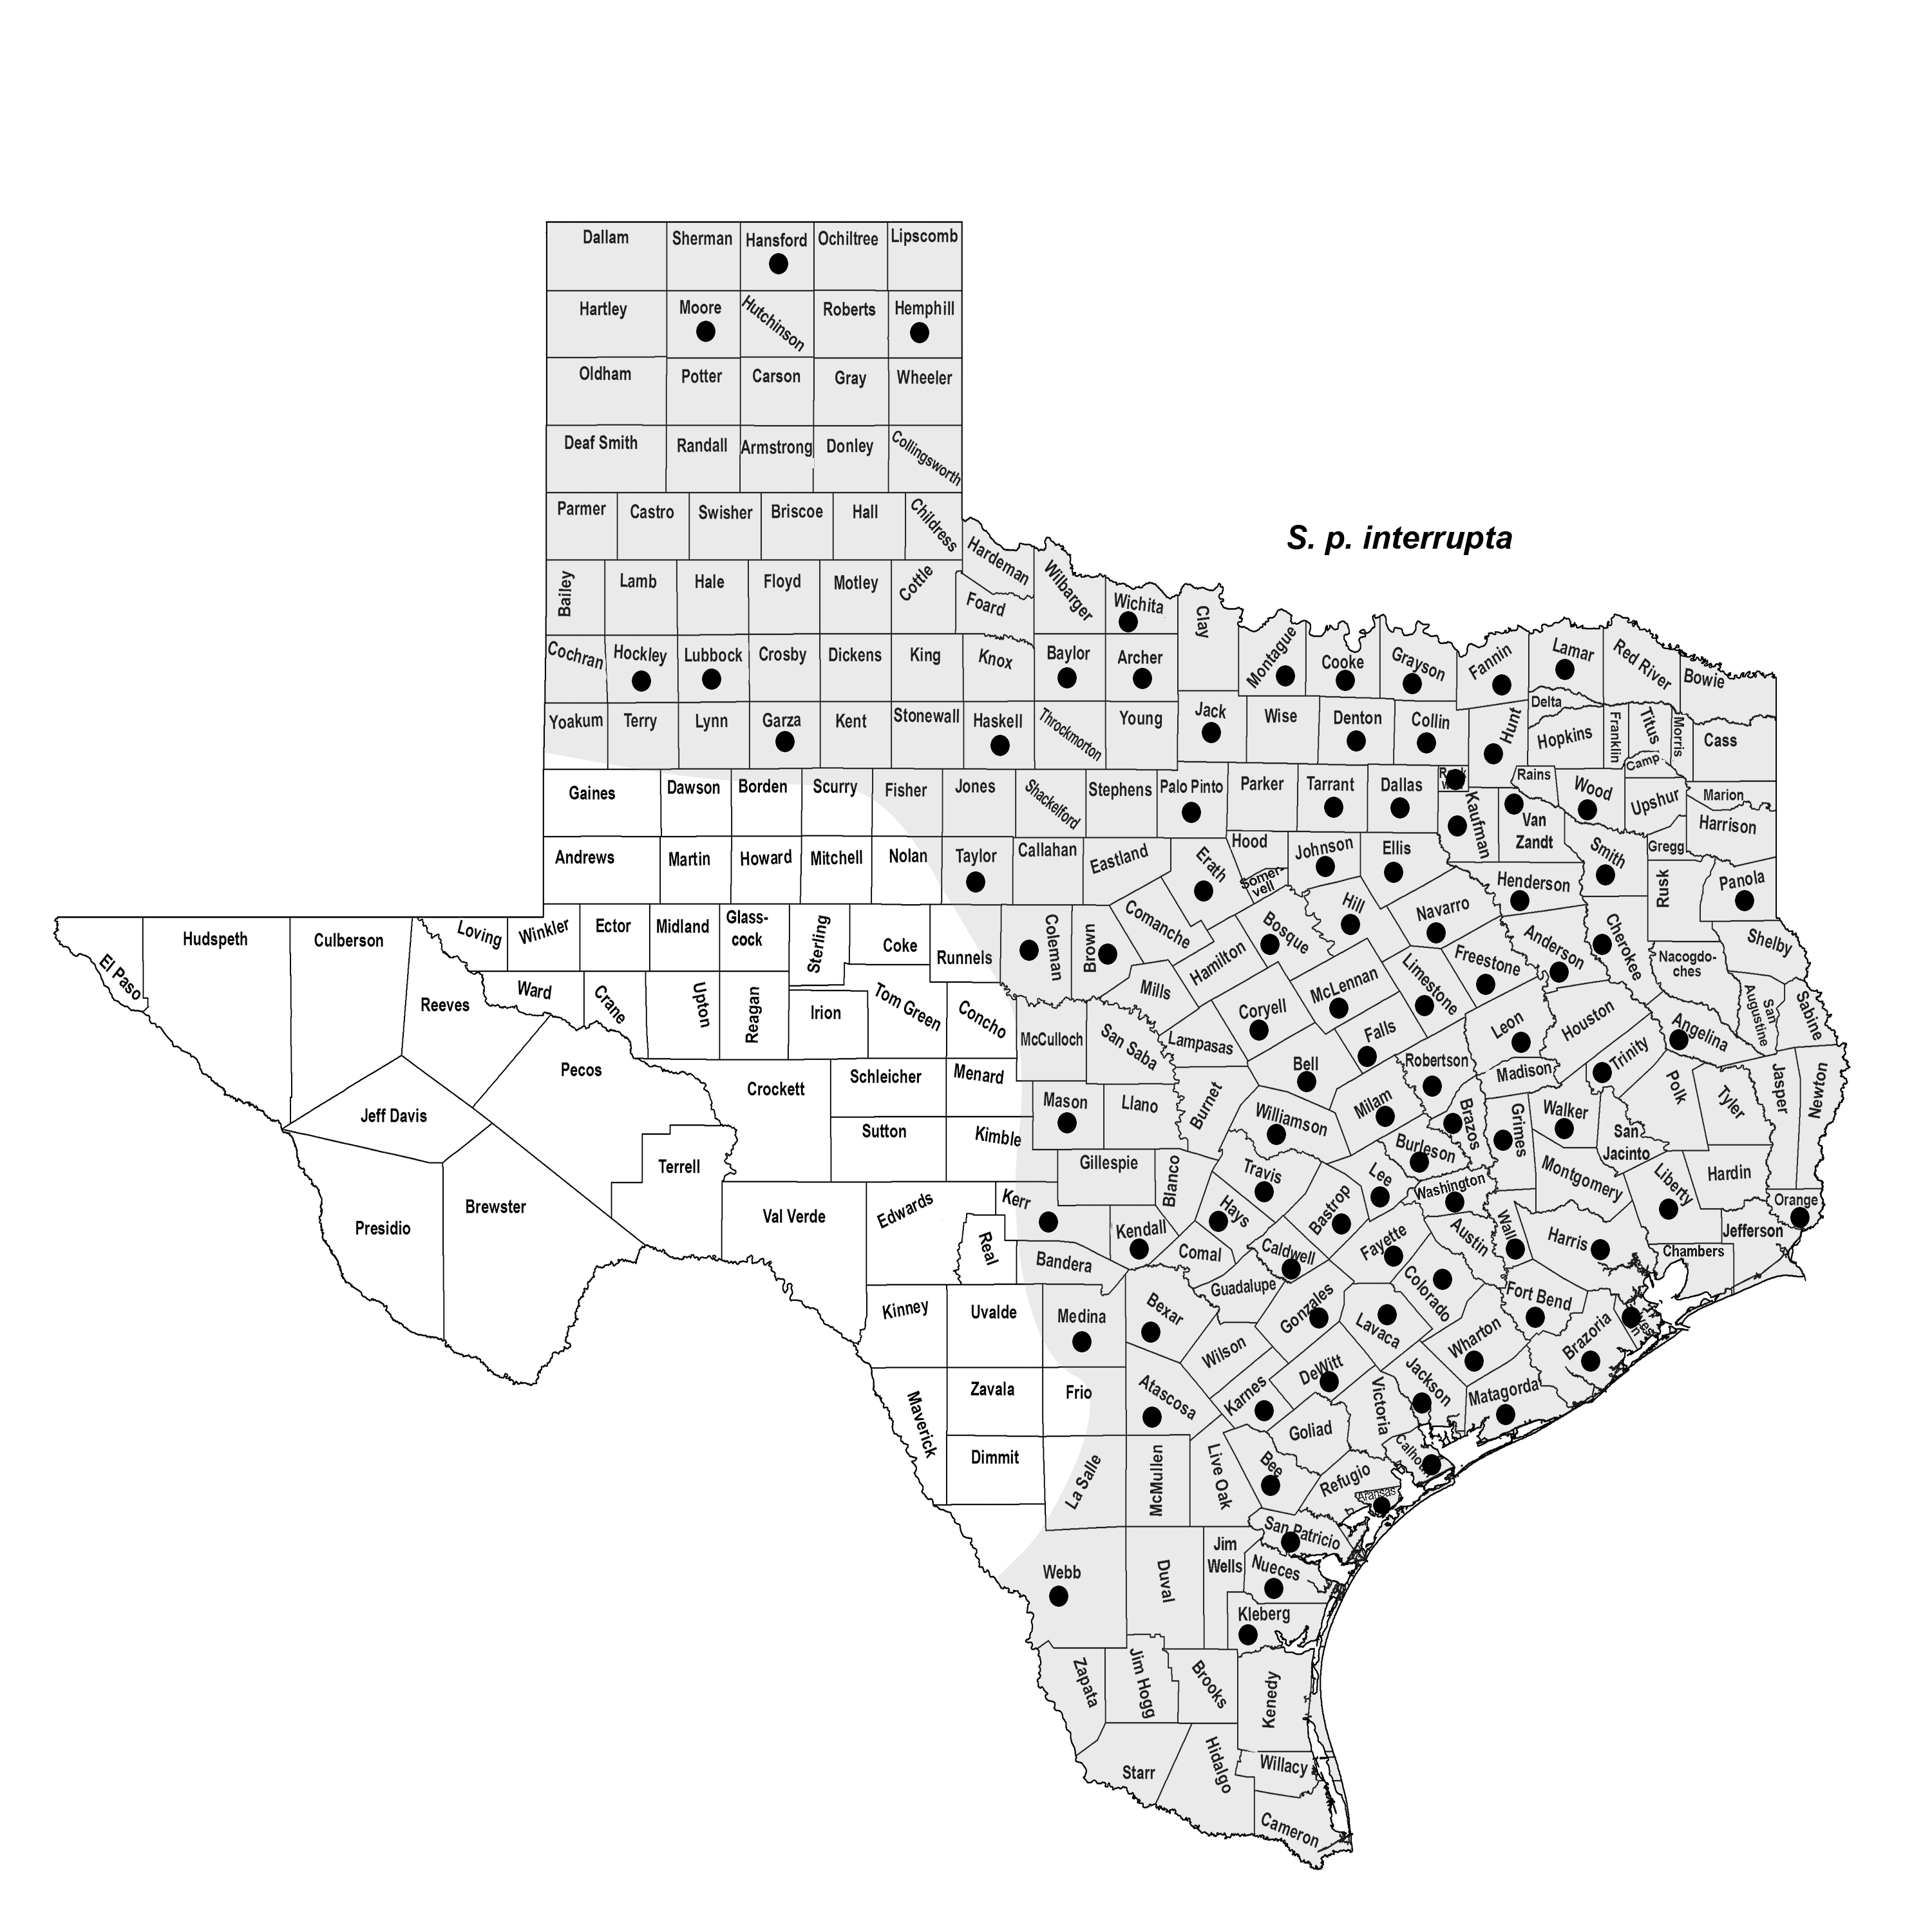 Dallam
Sherman
Hansford
Ochiltree
Lipscomb
Hartley
Moore
Hutchinson
Roberts
Hemphill
Oldham
Potter
Carson
Gray
Wheeler
Deaf Smith
Randall
Armstrong
Donley
Collingsworth
Parmer
Castro
Swisher
Briscoe
Hall
Childress
S. p. interrupta
Hardeman
Wilbarger
Bailey
Lamb
Hale
Floyd
Motley
Cottle
Foard
Wichita
Clay
Cochran
Hockley
Lubbock
Crosby
Dickens
King
Knox
Baylor
Archer
Montague
Cooke
Grayson
Fannin
Lamar
Red River
Bowie
Yoakum
Terry
Lynn
Garza
Kent
Stonewall
Haskell
Throckmorton
Young
Jack
Wise
Denton
Collin
Hunt
Delta
Hopkins
Franklin
Titus
Morris
Cass
Camp
Gaines
Dawson
Borden
Scurry
Fisher
Jones
Shackelford
Stephens
Palo Pinto
Parker
Tarrant
Dallas
Kaufman
Rains
Van
Zandt
Wood
Upshur
Marion
Harrison
Andrews
Martin
Howard
Mitchell
Nolan
Taylor
Callahan
Eastland
Erath
Hood
Somer-
vell
Johnson
Ellis
Henderson
Smith
Gregg
Rusk
Panola
El Paso
Hudspeth
Culberson
Loving
Winkler
Ector
Midland
Glass-
cock
Sterling
Coke
Runnels
Coleman
Brown
Comanche
Hamilton
Bosque
Hill
Navarro
Anderson
Cherokee
Nacogdo-
ches
Shelby
Reeves
Ward
Crane
Upton
Reagan
Irion
Tom Green
Concho
McCulloch
San Saba
Mills
Lampasas
Coryell
McLennan
Limestone
Freestone
Falls
Leon
Houston
Trinity
Angelina
San
Augustine
Sabine
Jeff Davis
Pecos
Crockett
Schleicher
Menard
Mason
Llano
Burnet
Bell
Williamson
Milam
Robertson
Brazos
Madison
Grimes
Walker
San
Jacinto
Polk
Tyler
Jasper
Newton
Presidio
Brewster
Terrell
Val Verde
Sutton
Kimble
Edwards
Kerr
Real
Gillespie
Blanco
Kendall
Bandera
Travis
Hays
Comal
Caldwell
Guadalupe
Bastrop
Lee
Burleson
Washington
Fayette
Austin
Montgomery
Liberty
Hardin
Orange
Jefferson
Chambers
Harris
Kinney
Uvalde
Medina
Bexar
Wilson
Gonzales
Lavaca
Colorado
Fort Bend
Wharton
Brazoria
Maverick
Zavala
Frio
Atascosa
Karnes
DeWitt
Victoria
Jackson
Matagorda
Dimmit
La Salle
McMullen
Live Oak
Bee
Goliad
Refugio
Aransas
San Patricio
Webb
Duval
Jim
Wells
Nueces
Kleberg
Zapata
Jim Hogg
Brooks
Kenedy
Starr
Hidalgo
Willacy
Cameron